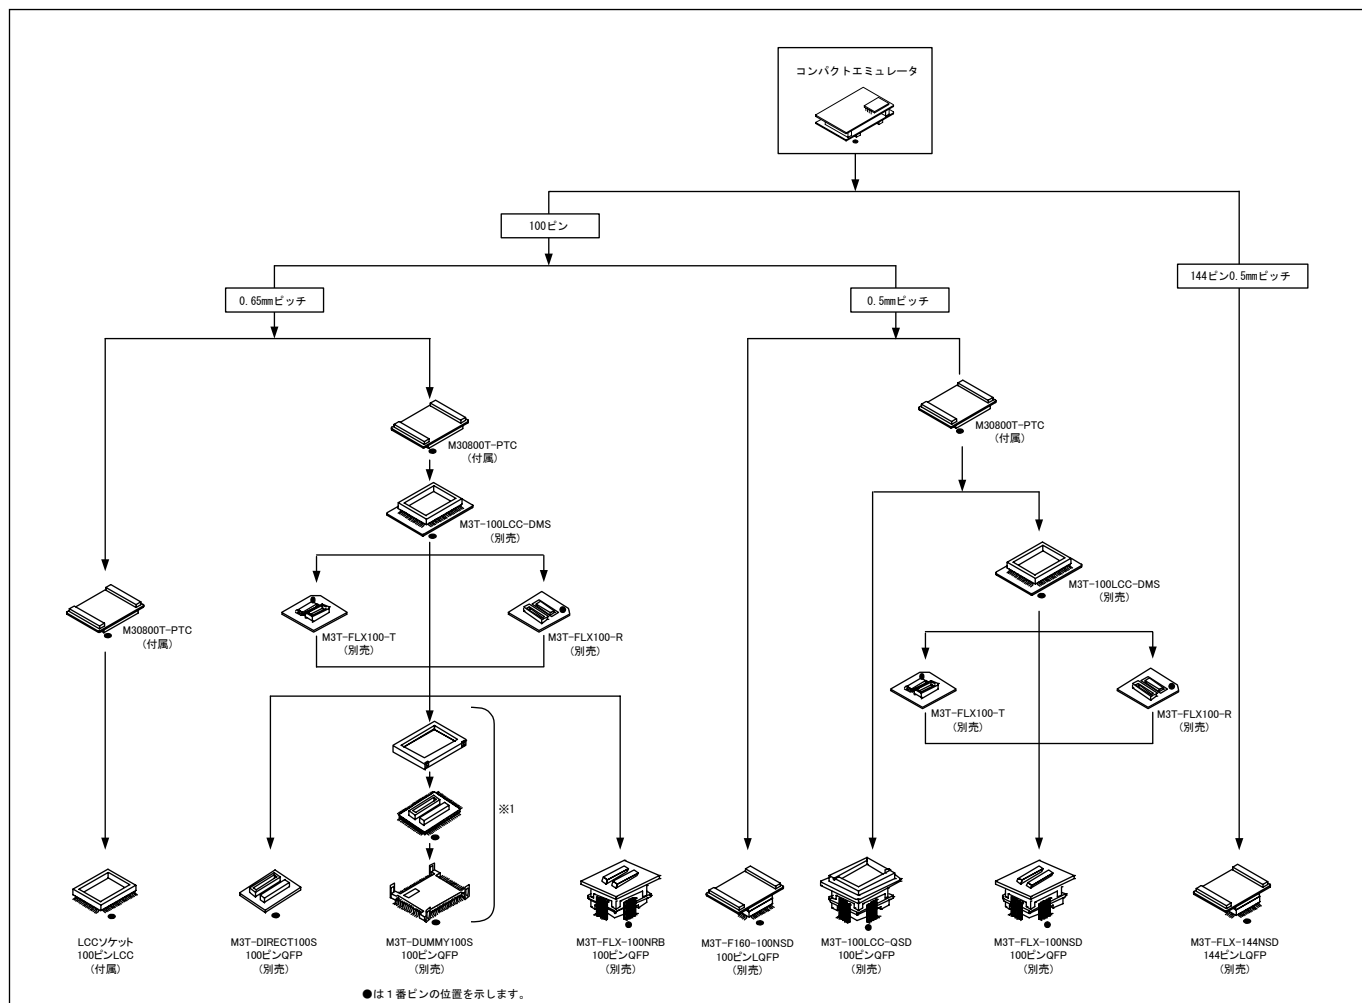 コンパクトエミュレータ
100ピン
0.65mmピッチ
0.5mmピッチ
144ピン0.5mmピッチ
M30800T-PTC
(付属)
M30800T-PTC
(付属)
M3T-100LCC-DMS
(別売)
M3T-100LCC-DMS
(別売)
M30800T-PTC
(付属)
M3T-FLX100-T
(別売)
M3T-FLX100-R
(別売)
M3T-FLX100-T
(別売)
M3T-FLX100-R
(別売)
※1
LCCソケット
100ピンLCC
(付属)
M3T-DIRECT100S
100ピンQFP
(別売)
M3T-DUMMY100S
100ピンQFP
(別売)
M3T-FLX-100NRB
100ピンQFP
(別売)
M3T-F160-100NSD
100ピンLQFP
(別売)
M3T-100LCC-QSD
100ピンQFP
(別売)
M3T-FLX-100NSD
100ピンQFP
(別売)
M3T-FLX-144NSD
144ピンLQFP
(別売)
●は1番ピンの位置を示します。